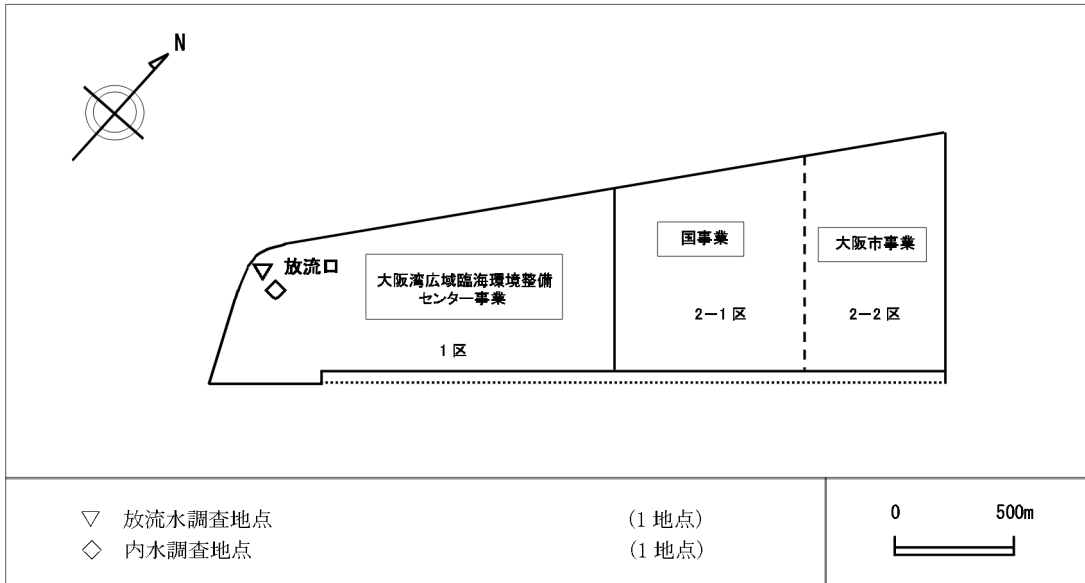 N
放流口
大阪湾広域臨海環境整備
センター事業
1区
国事業
2－1 区
大阪市事業
2－2 区
▽ 放流水調査地点 (1 地点)
◇ 内水調査地点 (1 地点)
0 500m